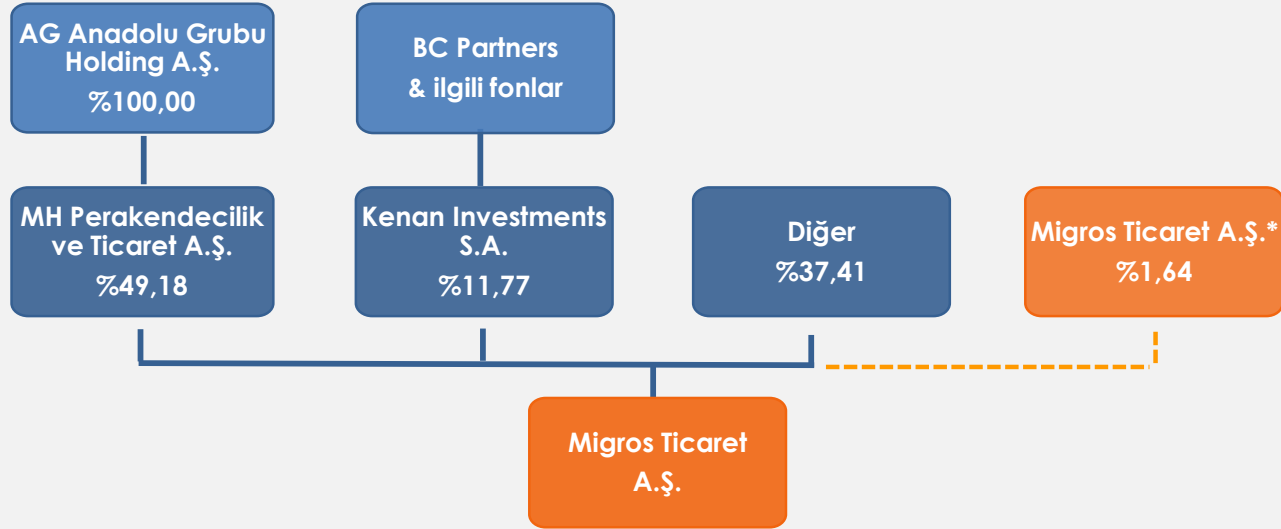 AG Anadolu Grubu
Holding A.Ş.
%100,00
BC Partners
& ilgili fonlar
MH Perakendecilik
ve Ticaret A.Ş.
%49,18
Kenan Investments
S.A.
%11,77
Diğer
%37,41
Migros Ticaret A.Ş.*
%1,64
Migros Ticaret
A.Ş.